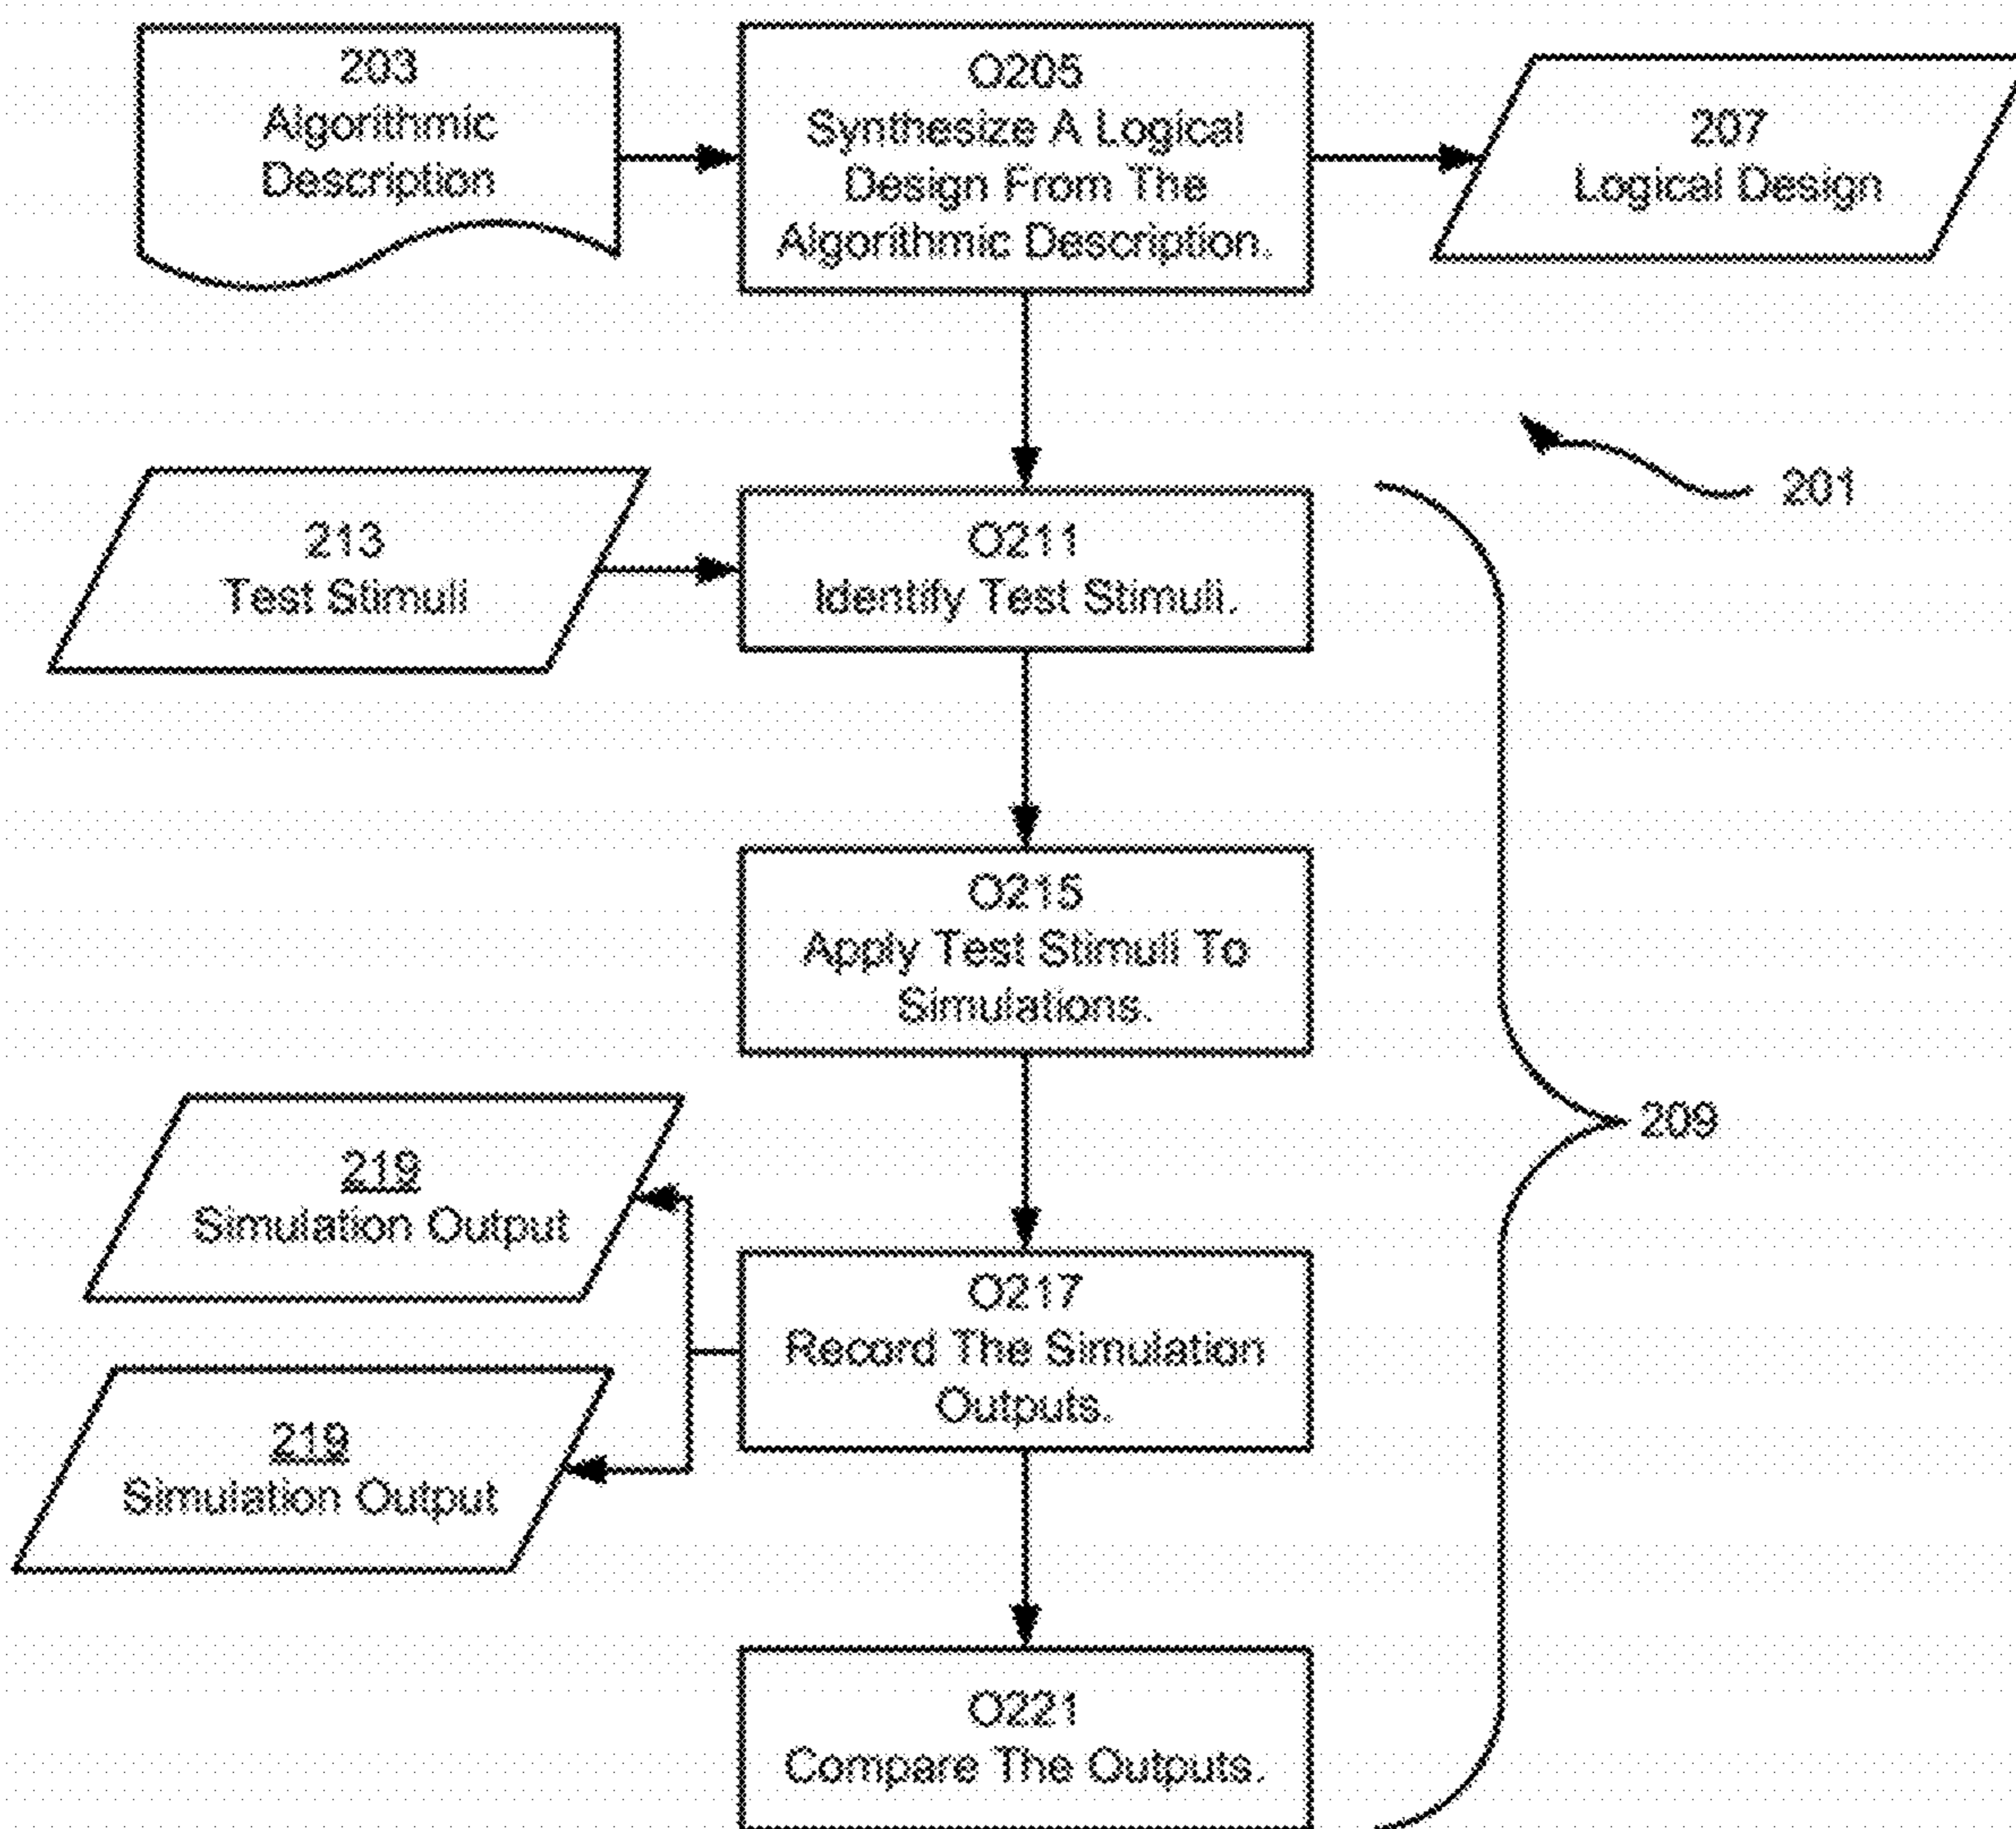 203
Algorithmic
Description
O205
Synthesize A Logical
Design From The
Algorithmic Description.
207
Logical Design
201
213
Test Stimuli
O211
Identify Test Stimuli.
O215
Apply Test Stimuli To
Simulations.
209
219
Simulation Output
O217
Record The Simulation
Outputs.
219
Simulation Output
O221
Compare The Outputs.